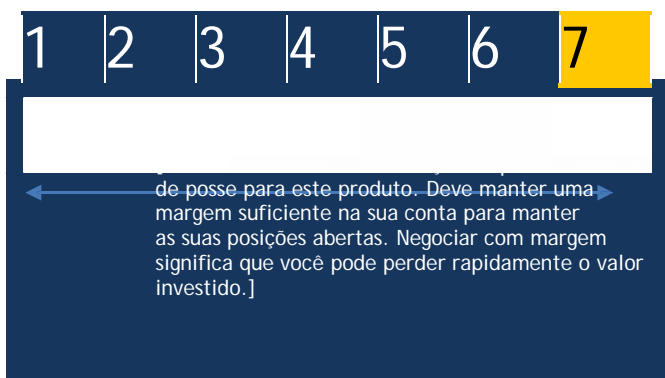 1 2 3 4 5 6 7
de posse para este produto. Deve manter uma
margem suficiente na sua conta para manter
as suas posições abertas. Negociar com margem
significa que você pode perder rapidamente o valor
investido.]